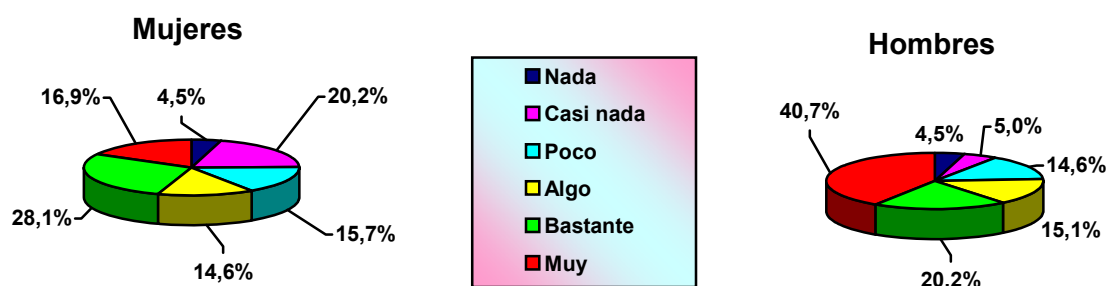 Mujeres
16,9%
4,5%
20,2%
28,1%
14,6%
15,7%
Nada
Casi nada
Poco
Algo
Bastante
Muy
Hombres
40,7%
4,5%
5,0%
14,6%
15,1%
20,2%